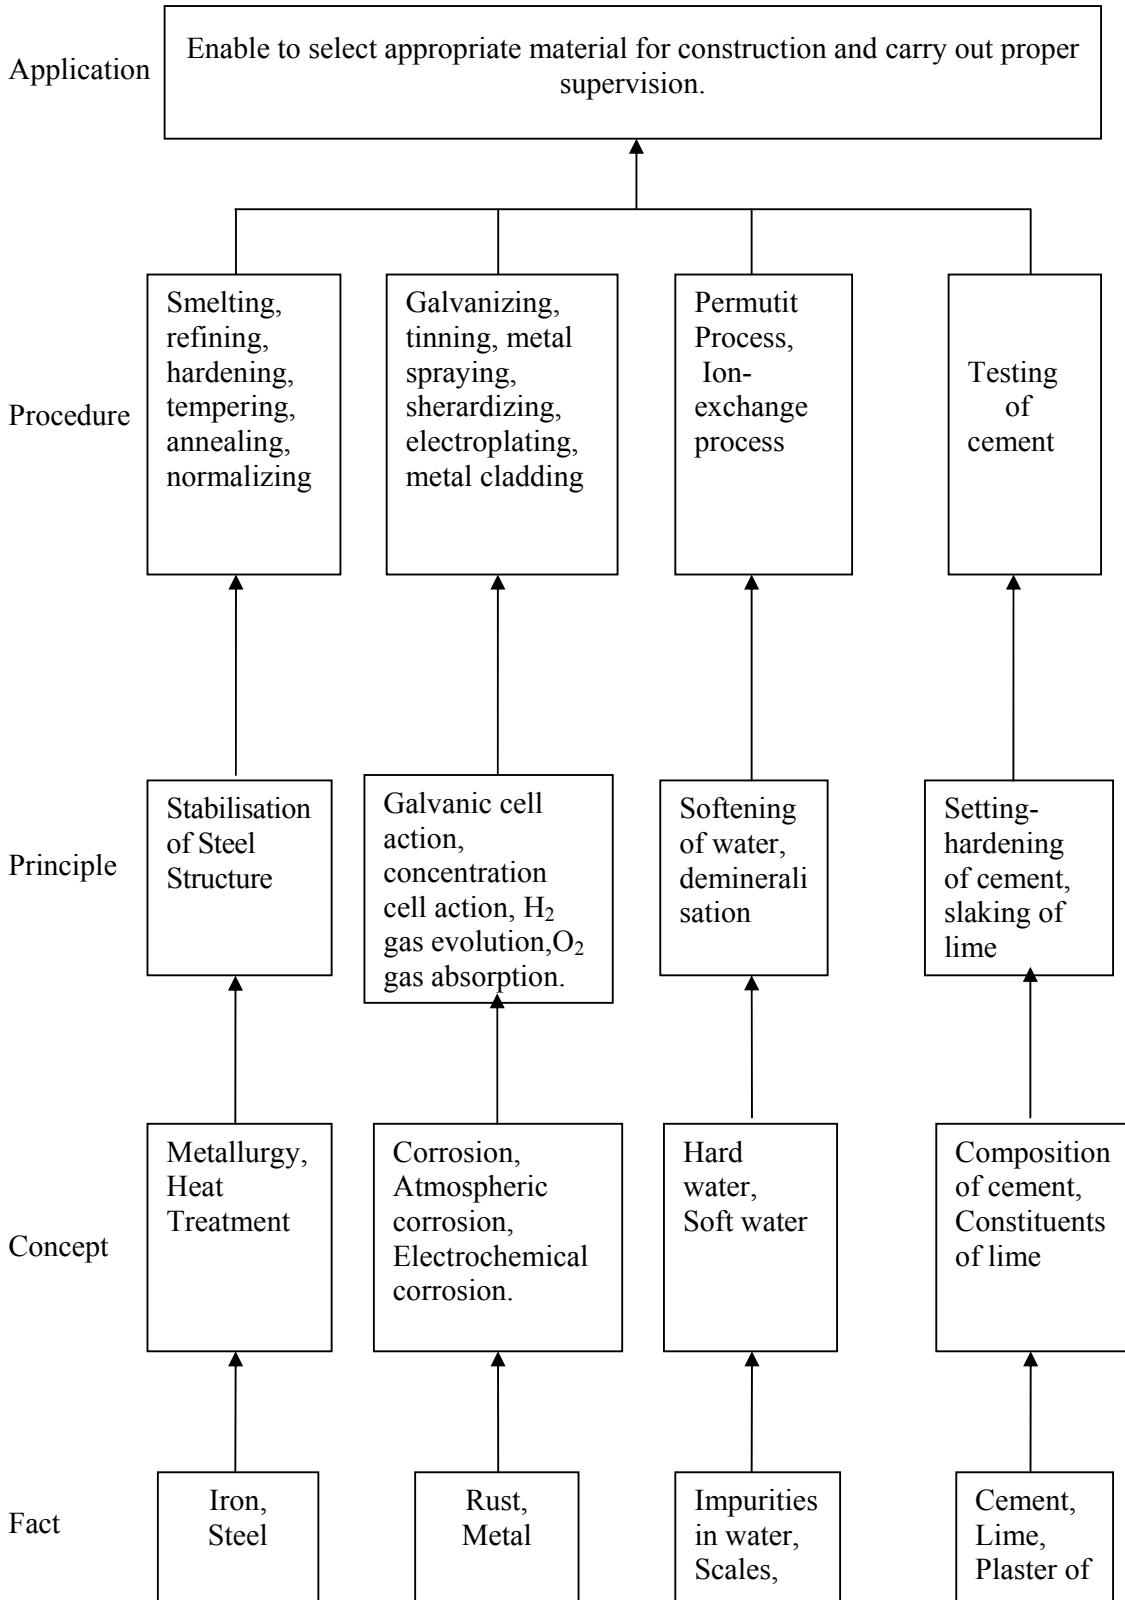 Application
Enable to select appropriate material for construction and carry out proper
supervision.
Procedure
Smelting,
refining,
hardening,
tempering,
annealing,
normalizing
Galvanizing,
tinning, metal
spraying,
sherardizing,
electroplating,
metal cladding
Permutit
Process,
Ion-
exchange
process
Testing
of
cement
Principle
Stabilisation
of Steel
Structure
Galvanic cell
action,
concentration
cell action, H₂
gas evolution,O₂
gas absorption.
Softening
of water,
deminerali
sation
Setting-
hardening
of cement,
slaking of
lime
Concept
Metallurgy,
Heat
Treatment
Corrosion,
Atmospheric
corrosion,
Electrochemical
corrosion.
Hard
water,
Soft water
Composition
of cement,
Constituents
of lime
Fact
Iron,
Steel
Rust,
Metal
Impurities
in water,
Scales,
Cement,
Lime,
Plaster of